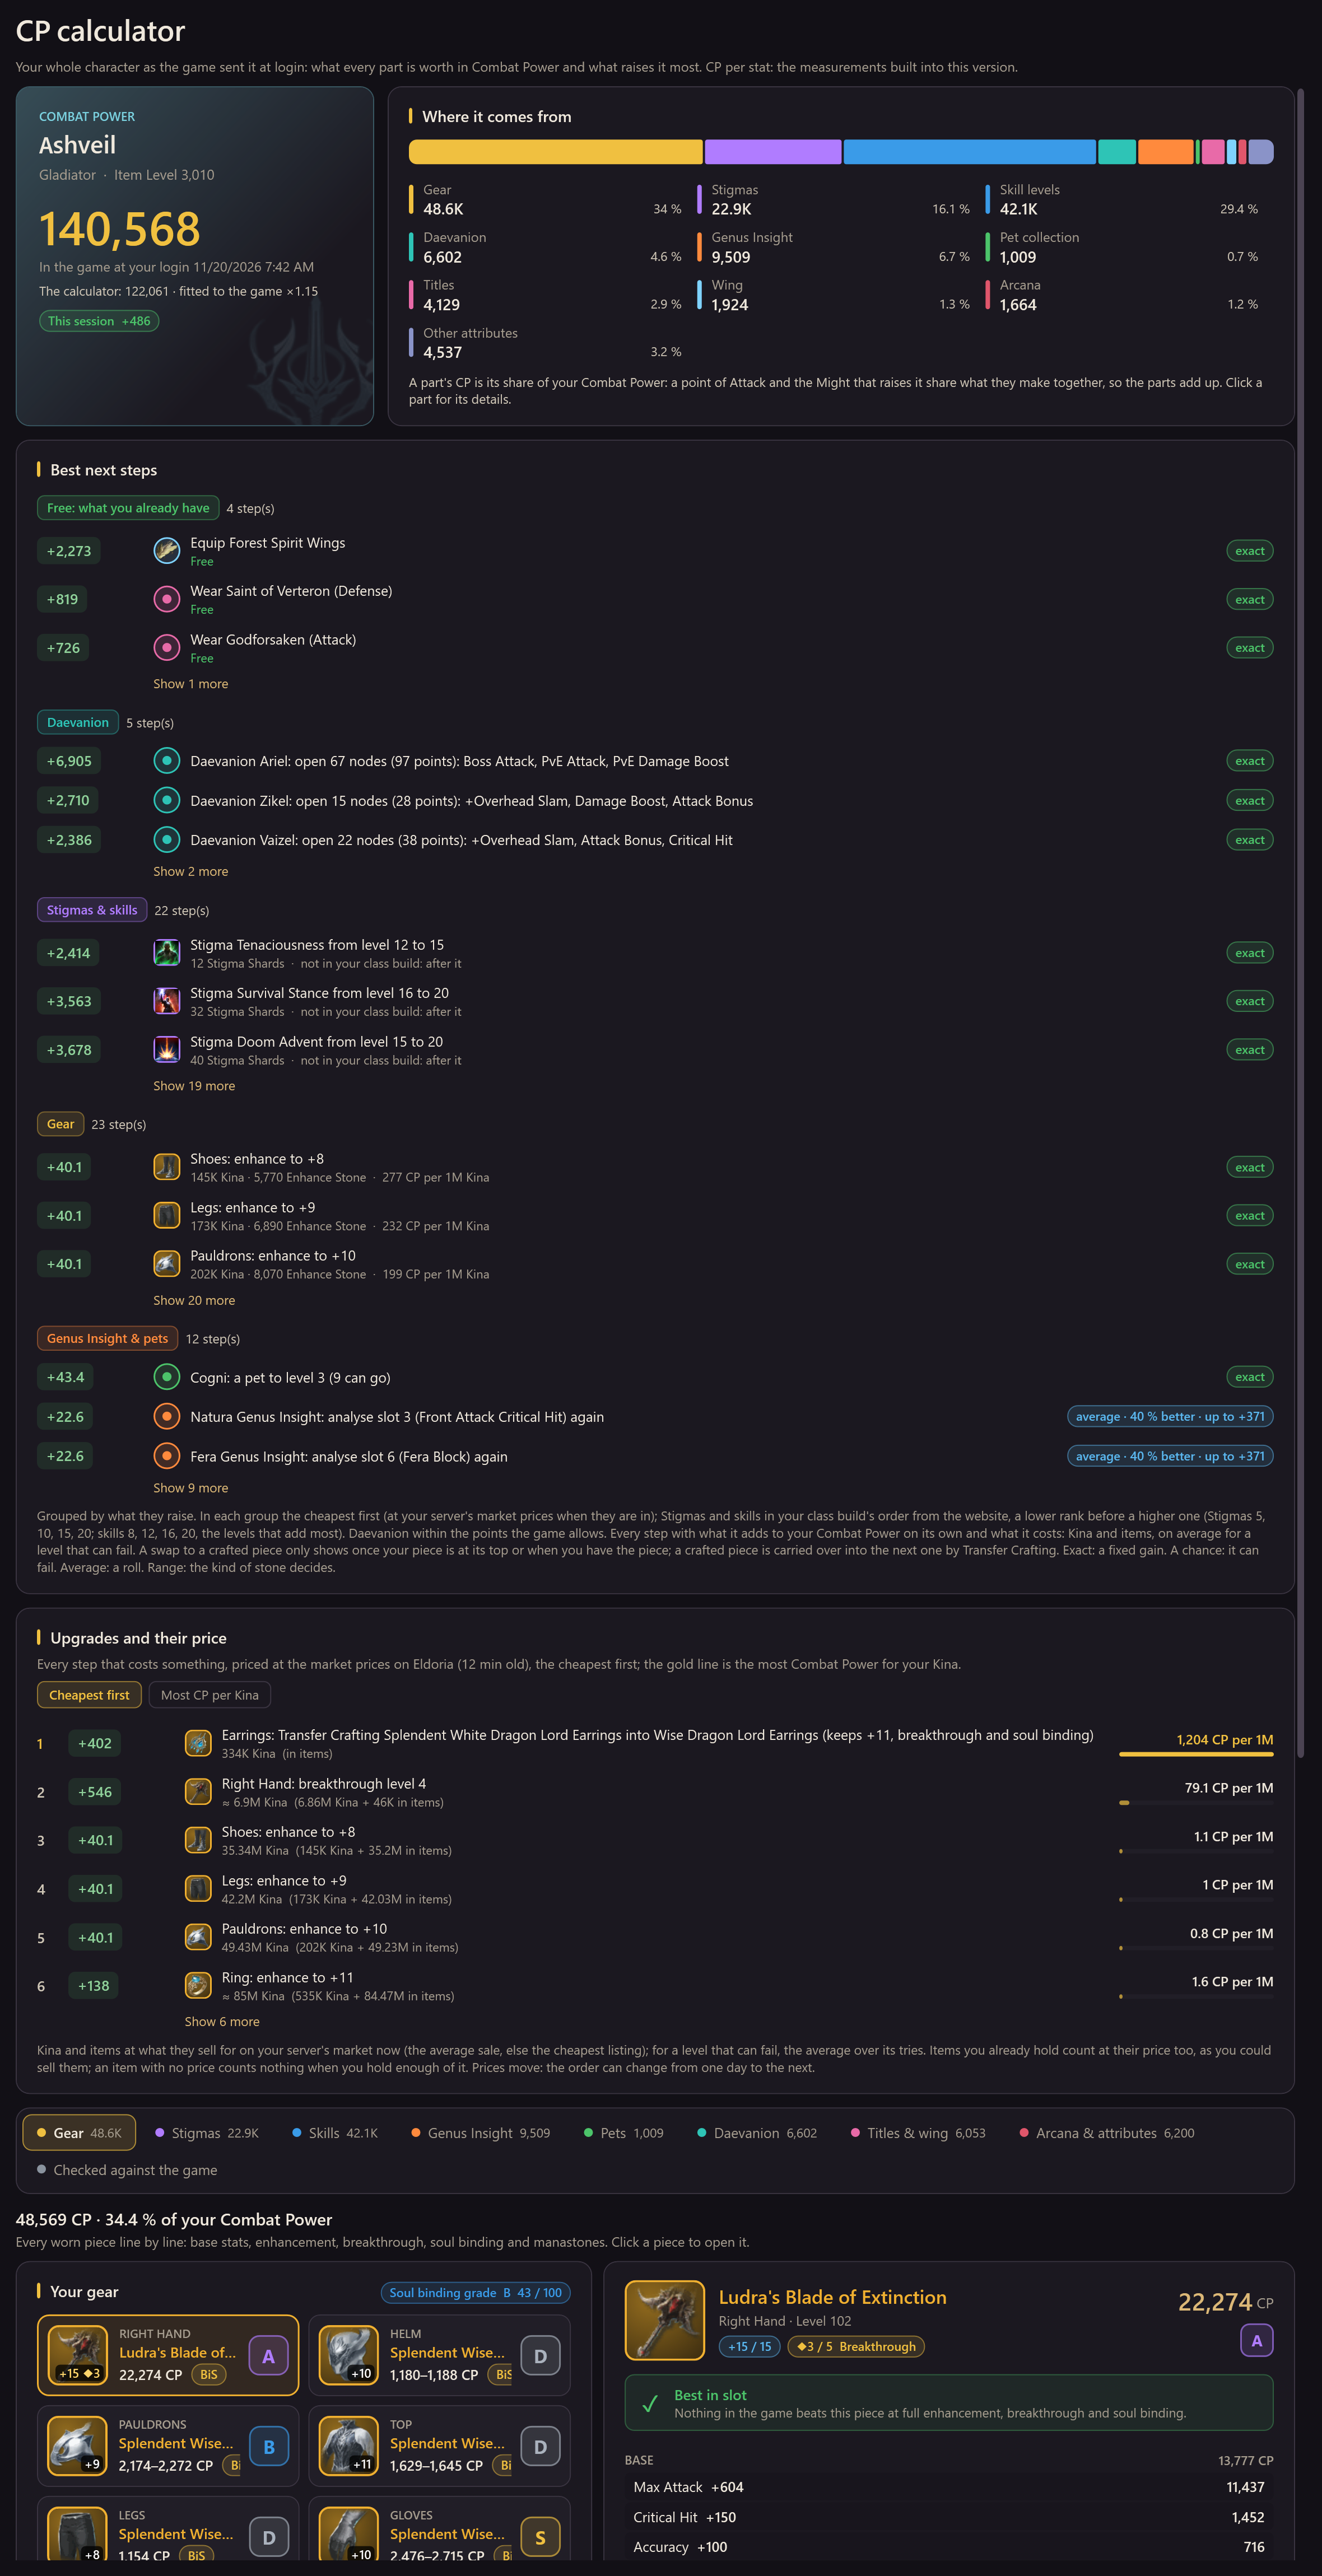 CP calculator
Your whole character as the game sent it at login: what every part is worth in Combat Power and what raises it most. CP per stat: the measurements built into this version.
COMBAT POWER
Ashveil
Gladiator · Item Level 3,010
140,568
In the game at your login 11/20/2026 7:42 AM
The calculator: 122,061 · fitted to the game ×1.15
This session +486
Where it comes from
Gear
48.6K 34 %
Stigmas
22.9K 16.1 %
Skill levels
42.1K 29.4 %
Daevanion
6,602 4.6 %
Genus Insight
9,509 6.7 %
Pet collection
1,009 0.7 %
Titles
4,129 2.9 %
Wing
1,924 1.3 %
Arcana
1,664 1.2 %
Other attributes
4,537 3.2 %
A part's CP is its share of your Combat Power: a point of Attack and the Might that raises it share what they make together, so the parts add up. Click a
part for its details.
Best next steps
Free: what you already have 4 step(s)
+2,273 Equip Forest Spirit Wings exact
Free
+819 Wear Saint of Verteron (Defense) exact
Free
+726 Wear Godforsaken (Attack) exact
Free
Show 1 more
Daevanion 5 step(s)
+6,905 Daevanion Ariel: open 67 nodes (97 points): Boss Attack, PvE Attack, PvE Damage Boost exact
+2,710 Daevanion Zikel: open 15 nodes (28 points): +Overhead Slam, Damage Boost, Attack Bonus exact
+2,386 Daevanion Vaizel: open 22 nodes (38 points): +Overhead Slam, Attack Bonus, Critical Hit exact
Show 2 more
Stigmas & skills 22 step(s)
+2,414 Stigma Tenaciousness from level 12 to 15 exact
12 Stigma Shards · not in your class build: after it
+3,563 Stigma Survival Stance from level 16 to 20 exact
32 Stigma Shards · not in your class build: after it
+3,678 Stigma Doom Advent from level 15 to 20 exact
40 Stigma Shards · not in your class build: after it
Show 19 more
Gear 23 step(s)
+40.1 Shoes: enhance to +8 exact
145K Kina · 5,770 Enhance Stone · 277 CP per 1M Kina
+40.1 Legs: enhance to +9 exact
173K Kina · 6,890 Enhance Stone · 232 CP per 1M Kina
+40.1 Pauldrons: enhance to +10 exact
202K Kina · 8,070 Enhance Stone · 199 CP per 1M Kina
Show 20 more
Genus Insight & pets 12 step(s)
+43.4 Cogni: a pet to level 3 (9 can go) exact
+22.6 Natura Genus Insight: analyse slot 3 (Front Attack Critical Hit) again average · 40 % better · up to +371
+22.6 Fera Genus Insight: analyse slot 6 (Fera Block) again average · 40 % better · up to +371
Show 9 more
Grouped by what they raise. In each group the cheapest first (at your server's market prices when they are in); Stigmas and skills in your class build's order from the website, a lower rank before a higher one (Stigmas 5,
10, 15, 20; skills 8, 12, 16, 20, the levels that add most). Daevanion within the points the game allows. Every step with what it adds to your Combat Power on its own and what it costs: Kina and items, on average for a
level that can fail. A swap to a crafted piece only shows once your piece is at its top or when you have the piece; a crafted piece is carried over into the next one by Transfer Crafting. Exact: a fixed gain. A chance: it can
fail. Average: a roll. Range: the kind of stone decides.
Upgrades and their price
Every step that costs something, priced at the market prices on Eldoria (12 min old), the cheapest first; the gold line is the most Combat Power for your Kina.
Cheapest first Most CP per Kina
1 +402 Earrings: Transfer Crafting Splendent White Dragon Lord Earrings into Wise Dragon Lord Earrings (keeps +11, breakthrough and soul binding) 1,204 CP per 1M
334K Kina (in items)
2 +546 Right Hand: breakthrough level 4 79.1 CP per 1M
≈ 6.9M Kina (6.86M Kina + 46K in items)
3 +40.1 Shoes: enhance to +8 1.1 CP per 1M
35.34M Kina (145K Kina + 35.2M in items)
4 +40.1 Legs: enhance to +9 1 CP per 1M
42.2M Kina (173K Kina + 42.03M in items)
5 +40.1 Pauldrons: enhance to +10 0.8 CP per 1M
49.43M Kina (202K Kina + 49.23M in items)
6 +138 Ring: enhance to +11 1.6 CP per 1M
≈ 85M Kina (535K Kina + 84.47M in items)
Show 6 more
Kina and items at what they sell for on your server's market now (the average sale, else the cheapest listing); for a level that can fail, the average over its tries. Items you already hold count at their price too, as you could
sell them; an item with no price counts nothing when you hold enough of it. Prices move: the order can change from one day to the next.
Gear 48.6K Stigmas 22.9K Skills 42.1K Genus Insight 9,509 Pets 1,009 Daevanion 6,602 Titles & wing 6,053 Arcana & attributes 6,200
Checked against the game
48,569 CP · 34.4 % of your Combat Power
Every worn piece line by line: base stats, enhancement, breakthrough, soul binding and manastones. Click a piece to open it.
Your gear Soul binding grade B 43 / 100
RIGHT HAND
Ludra's Blade of...
+15 ◆3 22,274 CP BiS A
HELM
Splendent Wise...
+10 1,180–1,188 CP BiS D
PAULDRONS
Splendent Wise...
+9 2,174–2,272 CP Bi B
TOP
Splendent Wise...
+11 1,629–1,645 CP Bi D
LEGS
Splendent Wise...
+8 1,154 CP BiS D
GLOVES
Splendent Wise...
+10 2,476–2,715 CP Bi S
Ludra's Blade of Extinction 22,274 CP
Right Hand · Level 102
+15 / 15 ◆3 / 5 Breakthrough A
Best in slot
Nothing in the game beats this piece at full enhancement, breakthrough and soul binding.
BASE 13,777 CP
Max Attack +604 11,437
Critical Hit +150 1,452
Accuracy +100 716